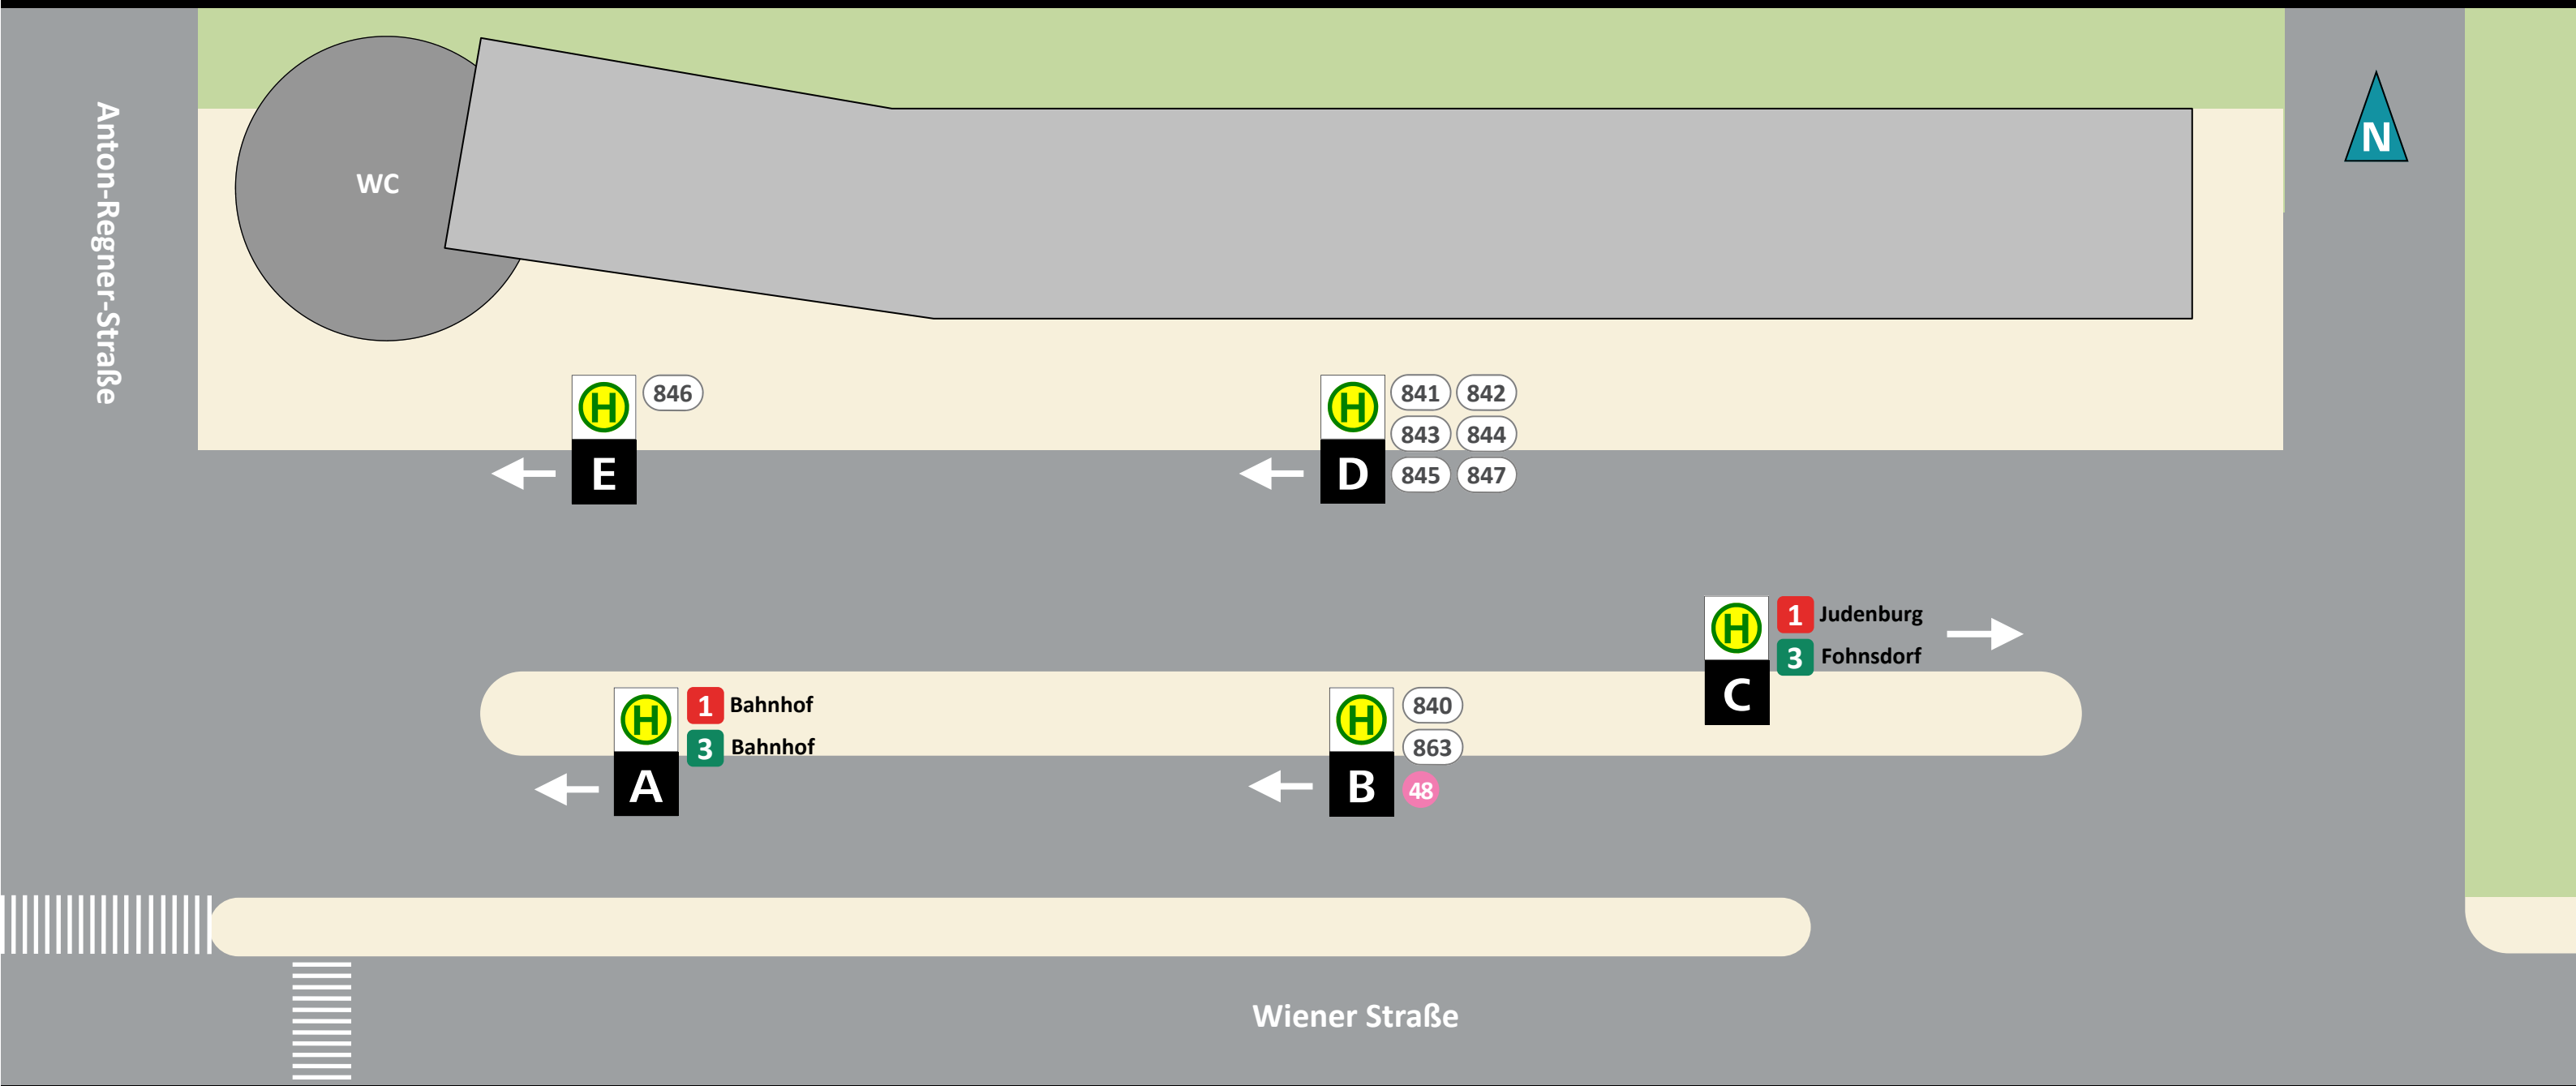 Anton-Regner-Straße
WC
N
H
846
E
H
841 842
843 844
D
845 847
H
1 Judenburg
3 Fohnsdorf
C
H
1 Bahnhof
3 Bahnhof
A
H
840
863
B
48
Wiener Straße